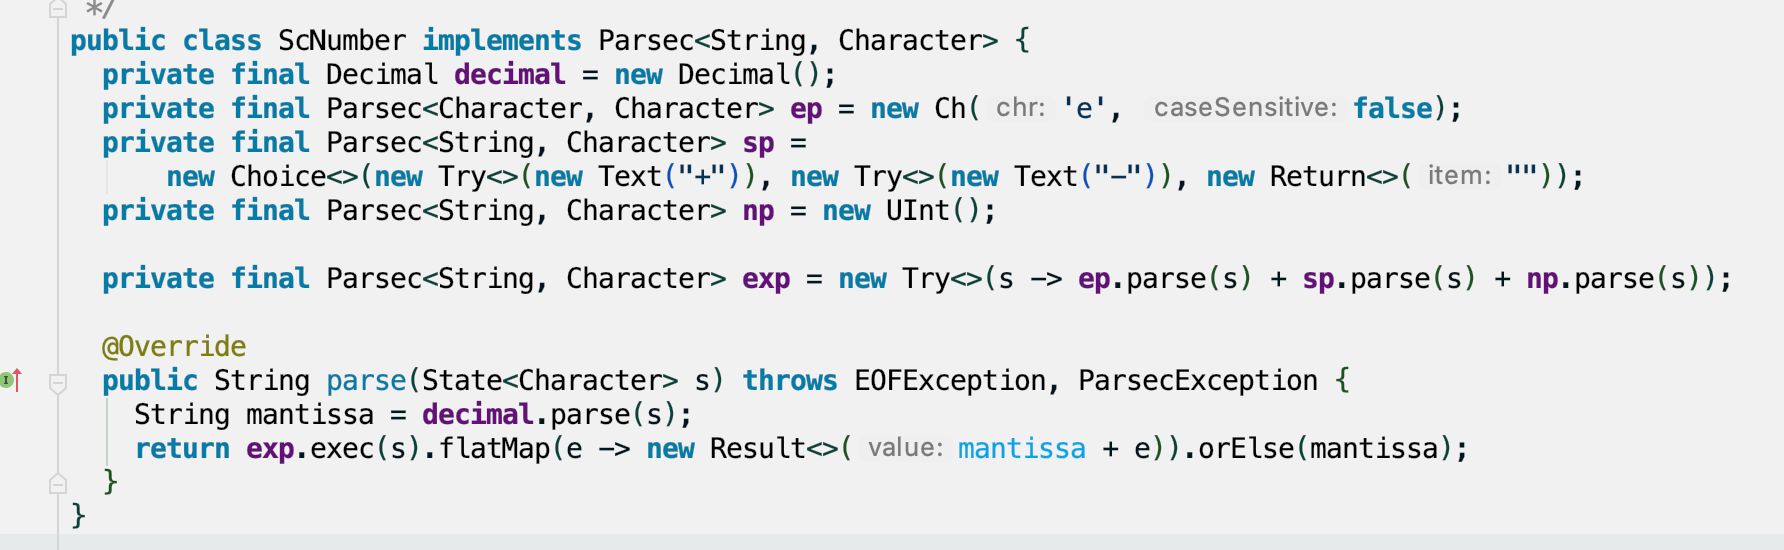 */
public class ScNumber implements Parsec<String, Character> {
private final Decimal decimal = new Decimal();
private final Parsec<Character, Character> ep = new Ch( chr: 'e', caseSensitive: false);
private final Parsec<String, Character> sp =
new Choice<>(new Try<>(new Text("+")), new Try<>(new Text("-")), new Return<>( item: ""));
private final Parsec<String, Character> np = new UInt();
private final Parsec<String, Character> exp = new Try<>(s -> ep.parse(s) + sp.parse(s) + np.parse(s));
@Override
public String parse(State<Character> s) throws EOFException, ParsecException {
String mantissa = decimal.parse(s);
return exp.exec(s).flatMap(e -> new Result<>( value: mantissa + e)).orElse(mantissa);
}
}